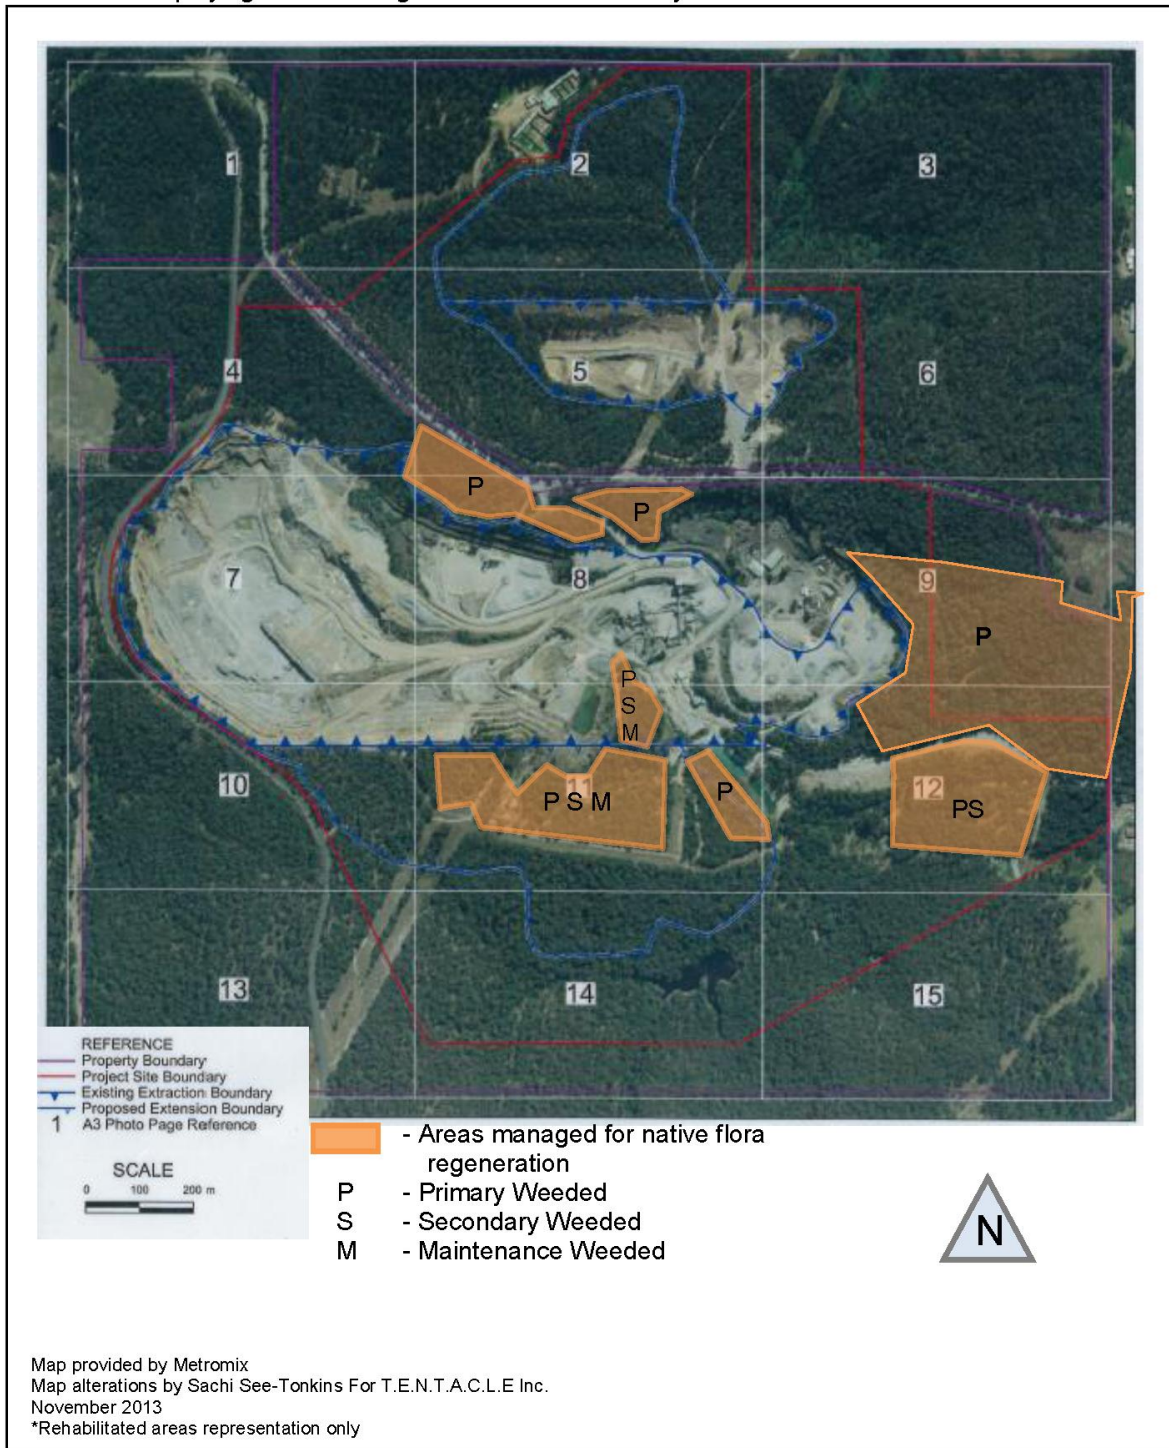 1
2
3
4
5
6
7
8
9
10
11
12
13
14
15
P
P
P
P
S
M
P S M
P
PS
REFERENCE
Property Boundary
Project Site Boundary
Existing Extraction Boundary
Proposed Extension Boundary
1 A3 Photo Page Reference
SCALE
0 100 200 m
- Areas managed for native flora
regeneration
P - Primary Weeded
S - Secondary Weeded
M - Maintenance Weeded
N
Map provided by Metromix
Map alterations by Sachi See-Tonkins For T.E.N.T.A.C.L.E Inc.
November 2013
*Rehabilitated areas representation only